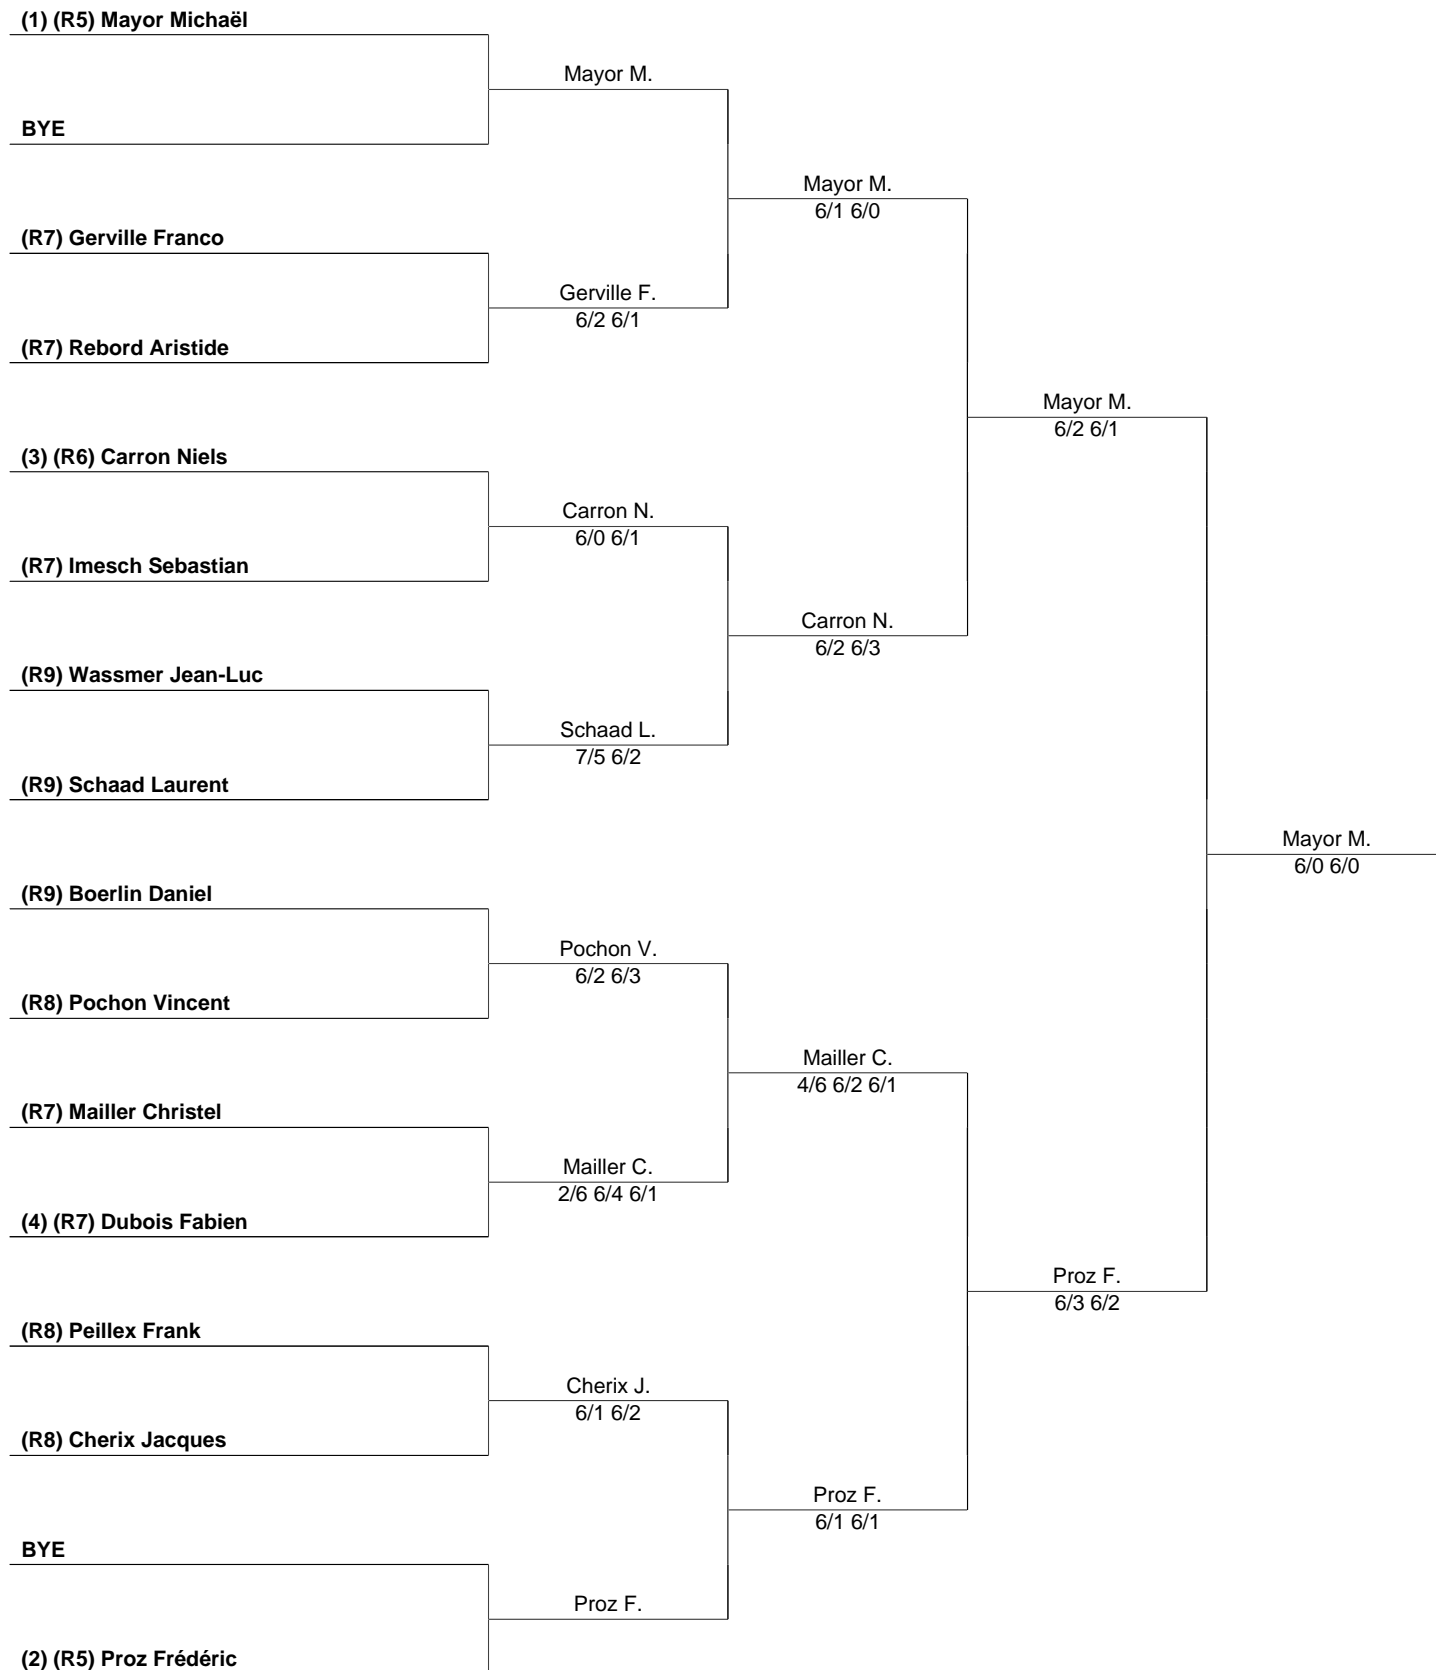 (1) (R5) Mayor Michaël
Mayor M.
BYE
Mayor M.
6/1 6/0
(R7) Gerville Franco
Gerville F.
6/2 6/1
(R7) Rebord Aristide
Mayor M.
6/2 6/1
(3) (R6) Carron Niels
Carron N.
6/0 6/1
(R7) Imesch Sebastian
Carron N.
6/2 6/3
(R9) Wassmer Jean-Luc
Schaad L.
7/5 6/2
(R9) Schaad Laurent
Mayor M.
6/0 6/0
(R9) Boerlin Daniel
Pochon V.
6/2 6/3
(R8) Pochon Vincent
Mailler C.
4/6 6/2 6/1
(R7) Mailler Christel
Mailler C.
2/6 6/4 6/1
(4) (R7) Dubois Fabien
Proz F.
6/3 6/2
(R8) Peillex Frank
Cherix J.
6/1 6/2
(R8) Cherix Jacques
Proz F.
6/1 6/1
BYE
Proz F.
(2) (R5) Proz Frédéric